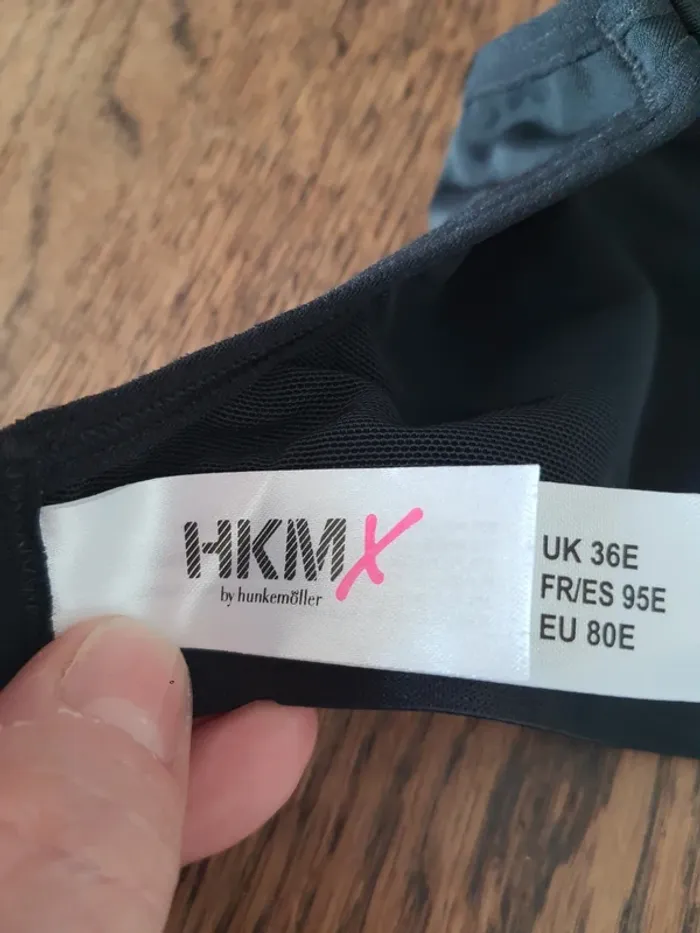 HKMX
by hunkemöller
UK 36E
FR/ES 95E
EU 80E